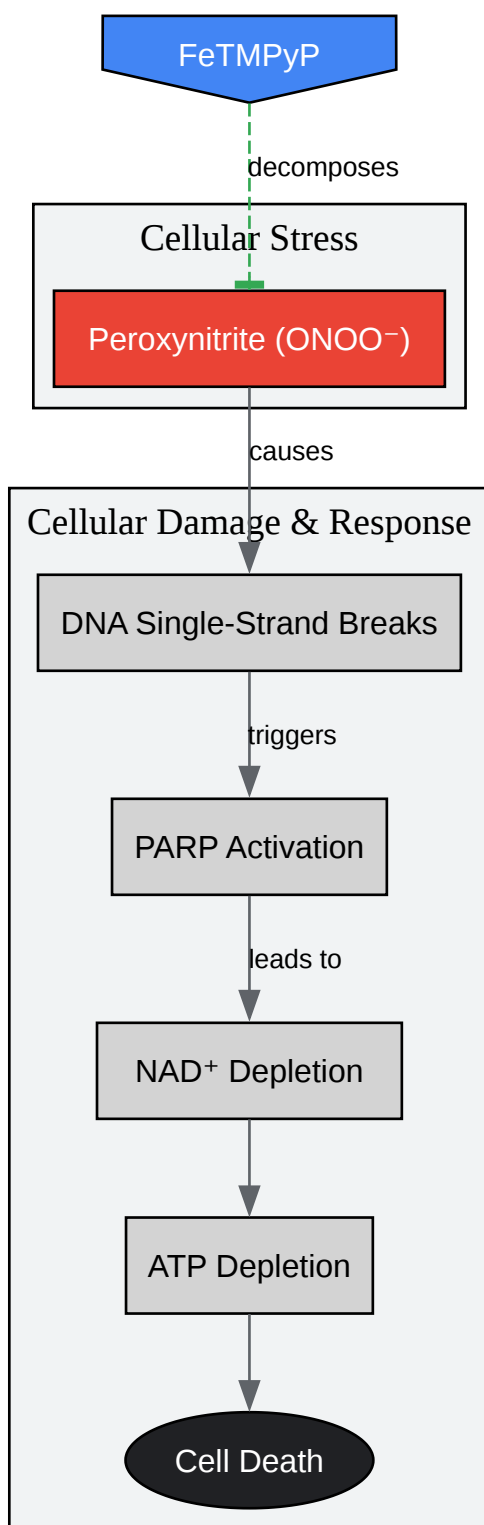 FeTMPyP
decomposes
Cellular Stress
Peroxynitrite (ONOO⁻)
causes
Cellular Damage & Response
DNA Single-Strand Breaks
triggers
PARP Activation
leads to
NAD⁺ Depletion
ATP Depletion
Cell Death